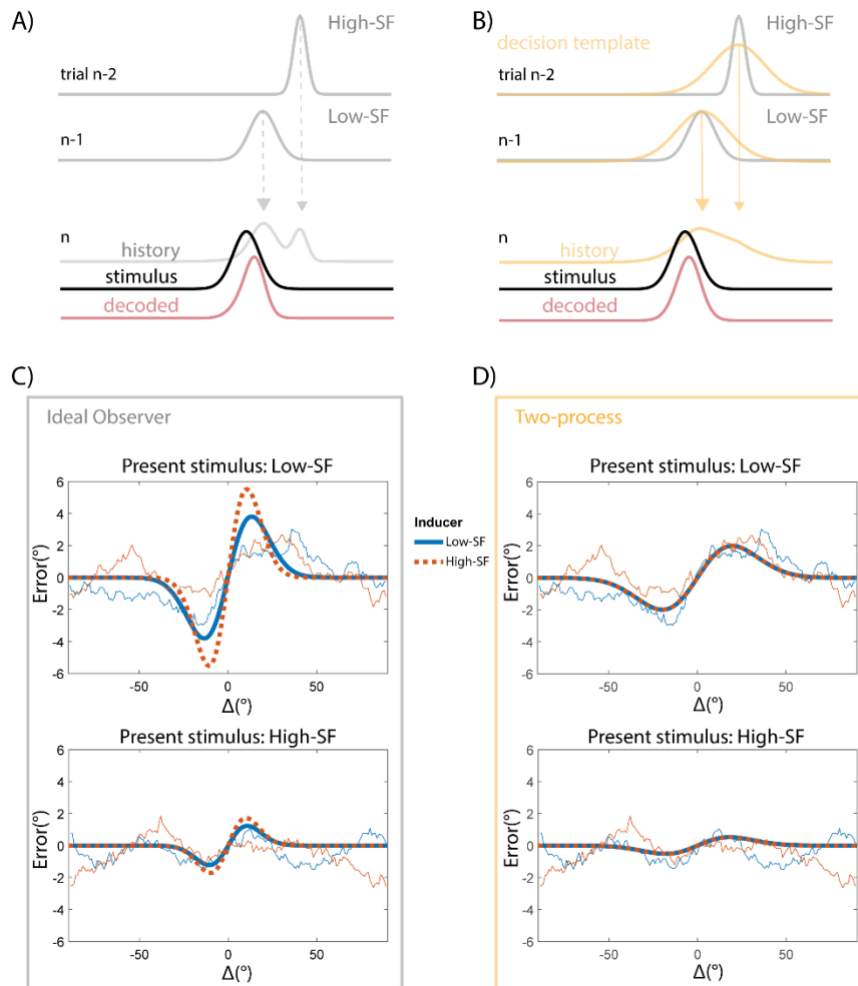 A)
High-SF
trial n-2
Low-SF
n-1
n
history
stimulus
decoded
B)
decision template
High-SF
trial n-2
Low-SF
n-1
n
history
stimulus
decoded
C)
Ideal Observer
Present stimulus: Low-SF
Error(°)
6
4
2
0
-2
-4
-6
-50
0
50
Δ(°)
Present stimulus: High-SF
Error(°)
6
4
2
0
-2
-4
-6
-50
0
50
Δ(°)
Inducer
Low-SF
High-SF
D)
Two-process
Present stimulus: Low-SF
Error(°)
6
4
2
0
-2
-4
-6
-50
0
50
Δ(°)
Present stimulus: High-SF
Error(°)
6
4
2
0
-2
-4
-6
-50
0
50
Δ(°)